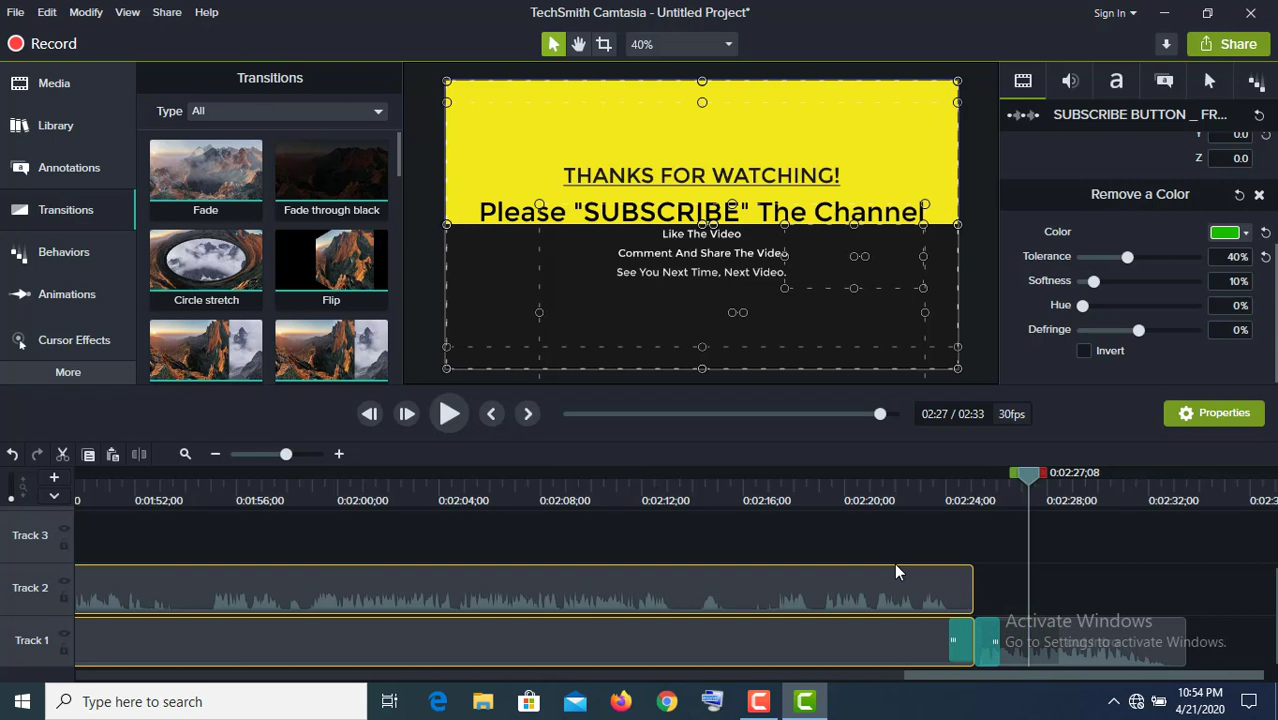 File Edit Modify View Share Help
TechSmith Camtasia - Untitled Project*
Sign In
Record
40%
Share
Media
Library
Annotations
Transitions
Behaviors
Animations
Cursor Effects
More
Transitions
Type All
Fade
Fade through black
Circle stretch
Flip
THANKS FOR WATCHING!
Please "SUBSCRIBE" The Channel
Like The Video
Comment And Share The Video
See You Next Time, Next Video.
a
SUBSCRIBE BUTTON _ FR...
Y 0.0
Z 0.0
Remove a Color
Color
Tolerance 40%
Softness 10%
Hue 0%
Defringe 0%
Invert
02:27 / 02:33 30fps
Properties
0:02:27;08
0:01:52;00 0:01:56;00 0:02:00;00 0:02:04;00 0:02:08;00 0:02:12;00 0:02:16;00 0:02:20;00 0:02:24;00 0:02:28;00 0:02:32;00
Track 3
Track 2
Track 1
Activate Windows
Go to Settings to activate Windows.
Type here to search
10:54 PM
4/21/2020